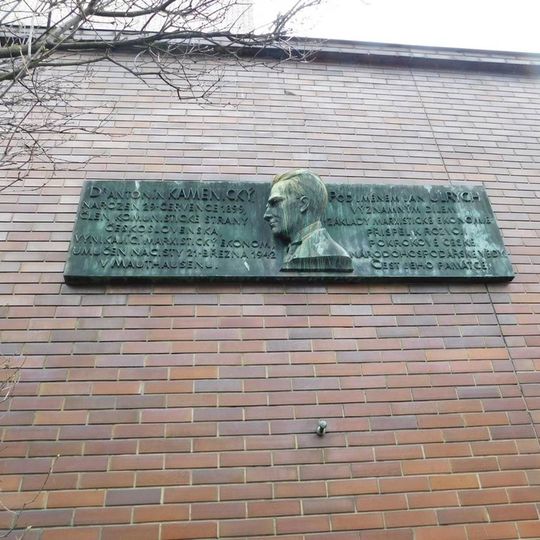 Dr ANTONÍN KAMENICKÝ
NAROZEN 29. ČERVENCE 1899,
ČLEN KOMUNISTICKÉ STRANY
ČESKOSLOVENSKA,
VYNIKAJÍCÍ MARXISTICKÝ EKONOM,
UMUČEN NACISTY 21. BŘEZNA 1942
V MAUTHAUSENU.
POD JMÉNEM JAN ULRYCH
VÝZNAMNÝM DÍLEM
ZÁKLADY MARXISTICKÉ EKONOMIE
PŘISPĚL K ROZVOJI
POKROKOVÉ ČESKÉ
NÁRODOHOSPODÁŘSKÉ VĚDY.
ČEST JEHO PAMÁTCE!